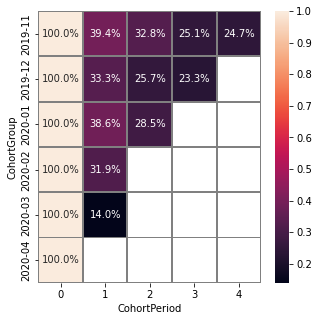 2019-11 100.0% 39.4% 32.8% 25.1% 24.7%
2019-12 100.0% 33.3% 25.7% 23.3%
2020-01 100.0% 38.6% 28.5%
2020-02 100.0% 31.9%
2020-03 100.0% 14.0%
2020-04 100.0%
CohortGroup
0 1 2 3 4
CohortPeriod
1.0
0.9
0.8
0.7
0.6
0.5
0.4
0.3
0.2